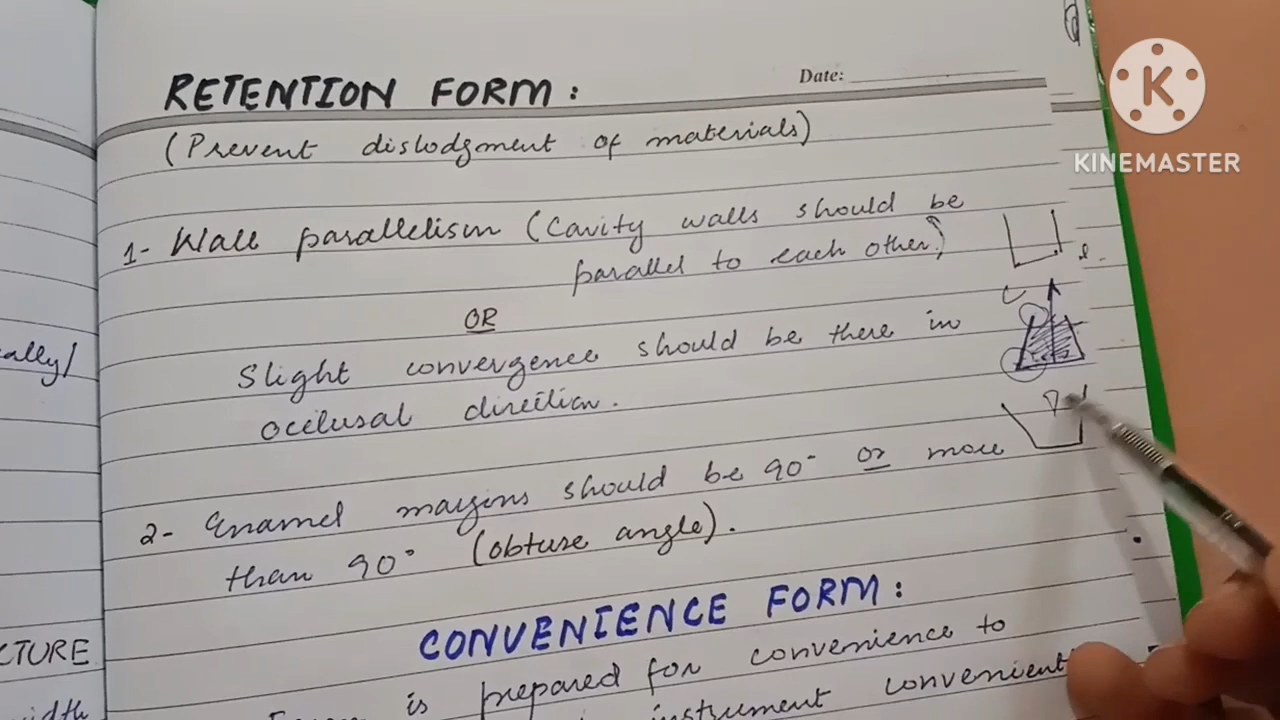 RETENTION FORM :
Date:
(Prevent dislodgment of materials)
1- Wall parallelism (Cavity walls should be
parallel to each other)
OR
Slight convergence should be there in
occlusal direction.
2- Enamel margins should be 90° or more
than 90° (obtuse angle).
CONVENIENCE FORM :
is prepared for convenience to
instrument
ally/
CTURE
width
K
KINEMASTER